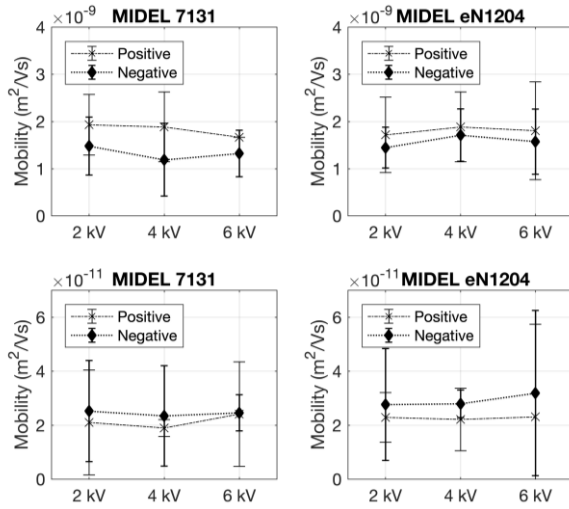 ×10⁻⁹ MIDEL 7131
Mobility (m²/Vs)
4
3
2
1
0
Positive
Negative
2 kV 4 kV 6 kV
×10⁻⁹ MIDEL eN1204
Mobility (m²/Vs)
4
3
2
1
0
Positive
Negative
2 kV 4 kV 6 kV
×10⁻¹¹ MIDEL 7131
Mobility (m²/Vs)
6
4
2
0
Positive
Negative
2 kV 4 kV 6 kV
×10⁻¹¹ MIDEL eN1204
Mobility (m²/Vs)
6
4
2
0
Positive
Negative
2 kV 4 kV 6 kV